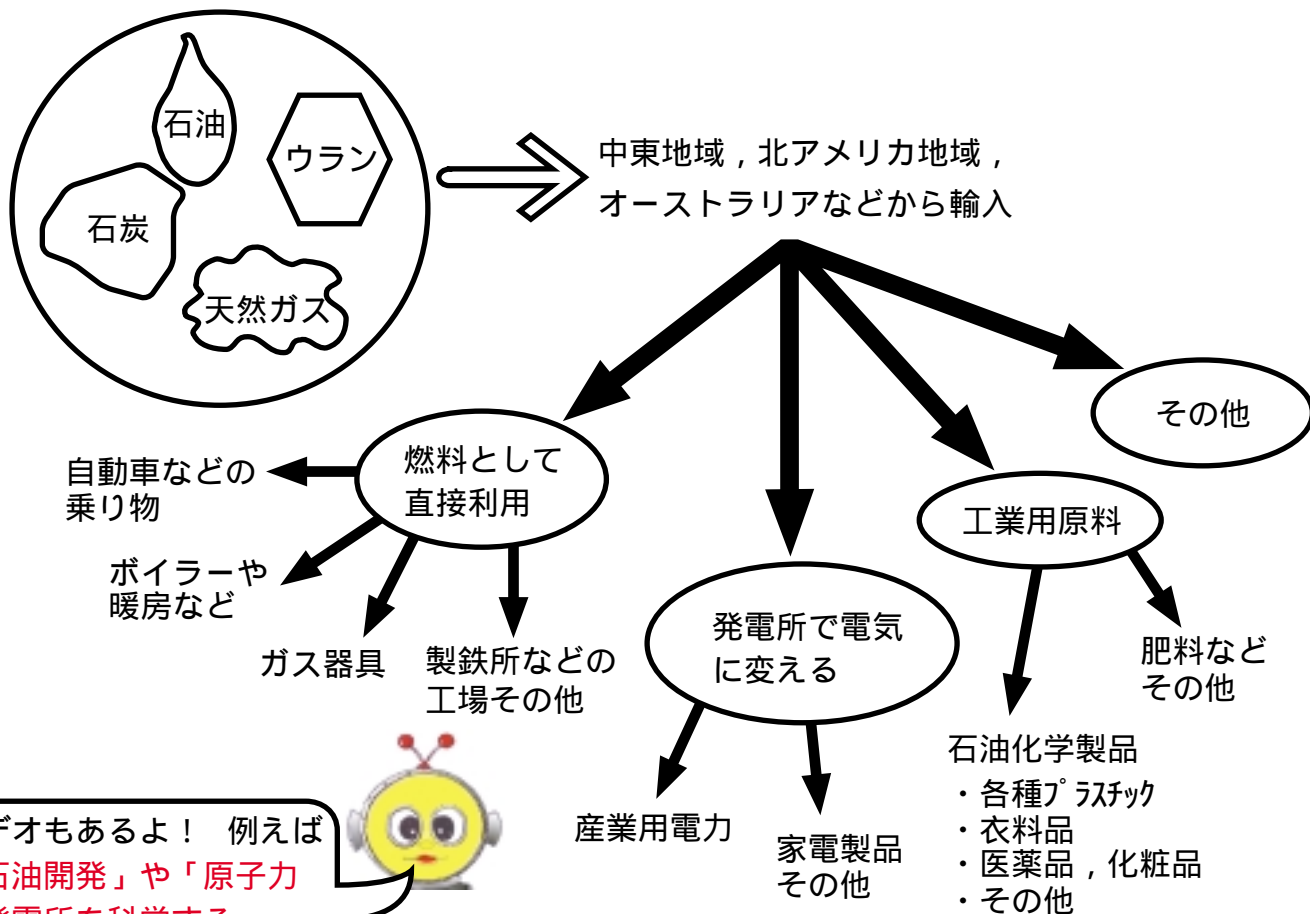 石油
ウラン
石炭
天然ガス
中東地域，北アメリカ地域，
オーストラリアなどから輸入
その他
燃料として
直接利用
自動車などの
乗り物
ボイラーや
暖房など
ガス器具
製鉄所などの
工場その他
発電所で電気
に変える
産業用電力
家電製品
その他
工業用原料
肥料など
その他
石油化学製品
・各種ﾌﾟﾗｽﾁｯｸ
・衣料品
・医薬品，化粧品
・その他
デオもあるよ！　例えば
石油開発」や「原子力
発電所を科学する